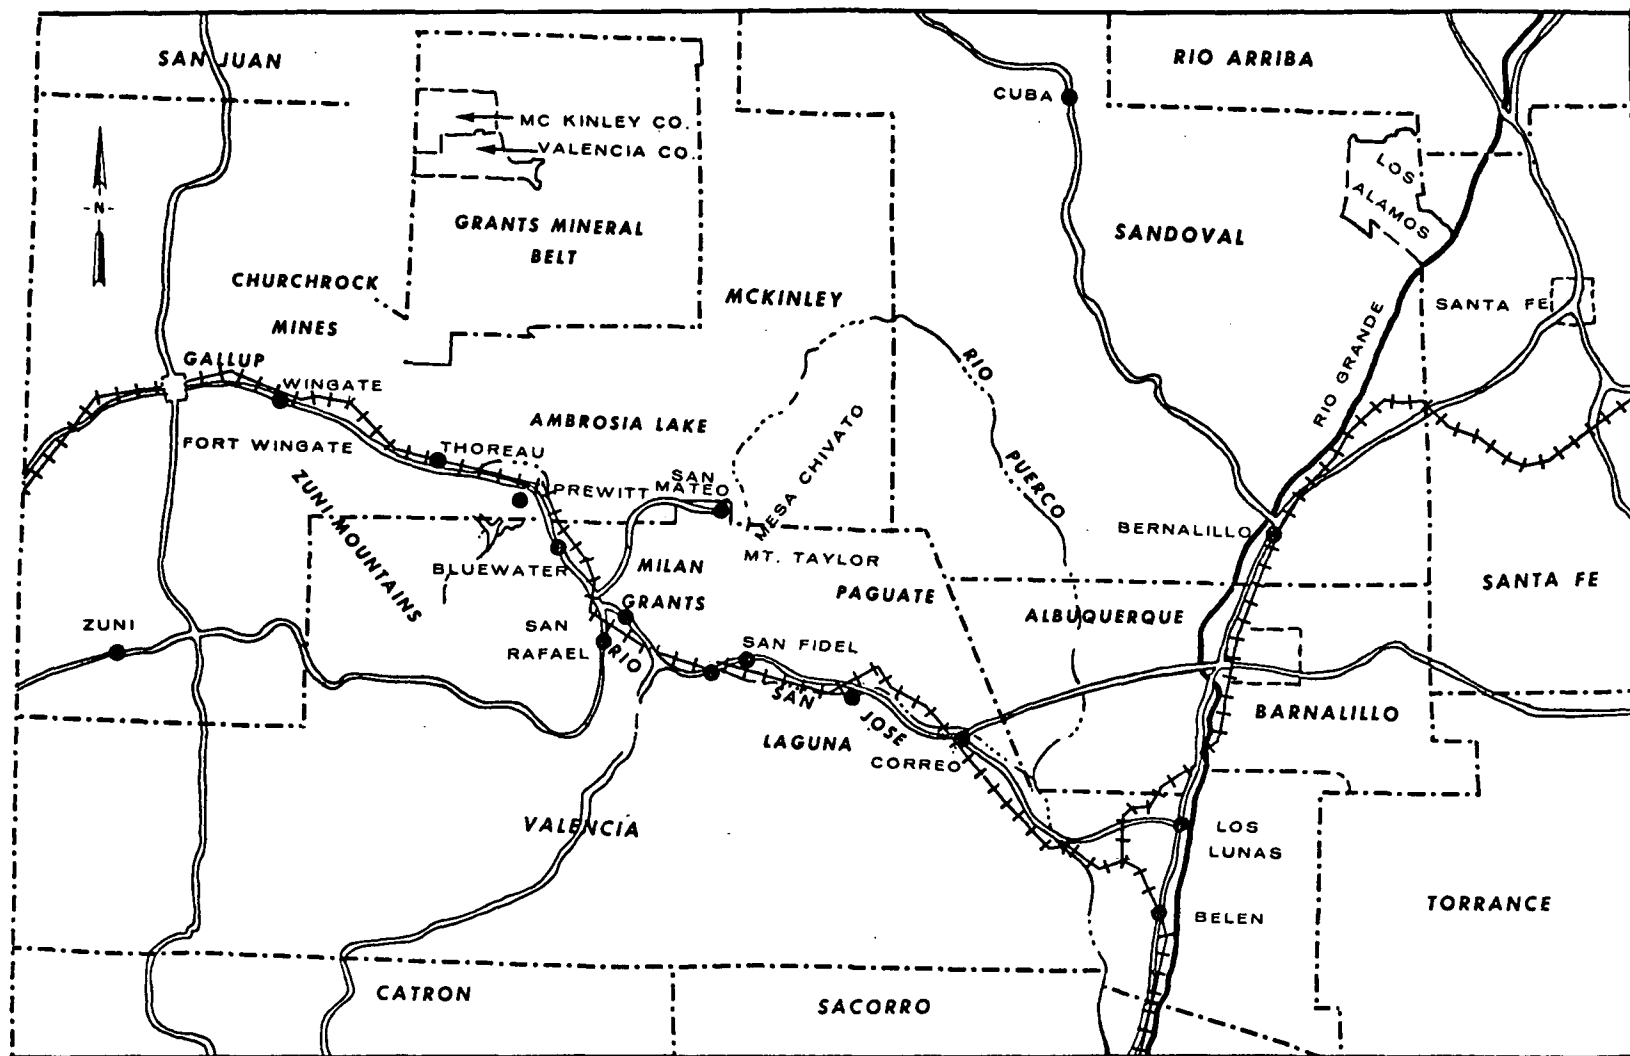 SAN JUAN
RIO ARRIBA
CUBA
MC KINLEY CO.
VALENCIA CO.
-N-
LOS
ALAMOS
GRANTS MINERAL
BELT
SANDOVAL
CHURCHROCK
MINES
MCKINLEY
SANTA FE
RIO GRANDE
GALLUP
WINGATE
RIO
PUERCO
AMBROSIA LAKE
MESA CHIVATO
FORT WINGATE
THOREAU
ZUNI MOUNTAINS
PREWITT
SAN
MATEO
BERNALILLO
MT. TAYLOR
BLUEWATER
MILAN
PAGUATE
SANTA FE
GRANTS
ALBUQUERQUE
ZUNI
SAN
RAFAEL
RIO
SAN FIDEL
SAN
JOSE
BARNALILLO
LAGUNA
CORREO
VALENCIA
LOS
LUNAS
TORRANCE
BELEN
CATRON
SACORRO